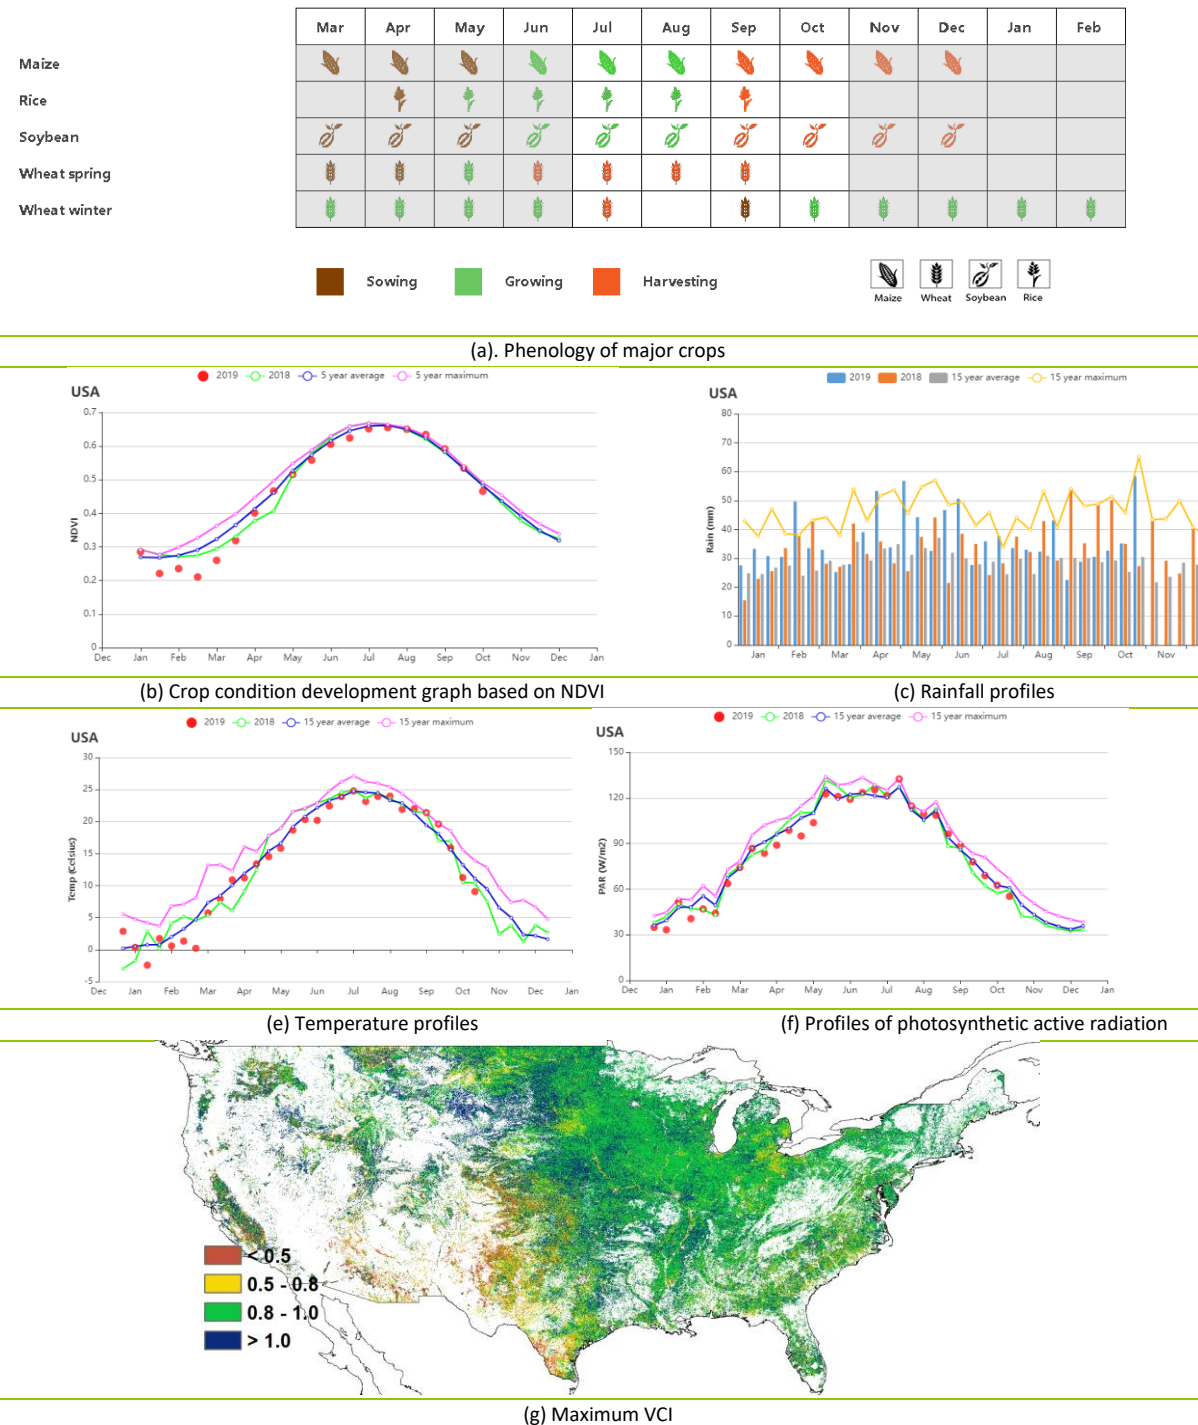 Mar Apr May Jun Jul Aug Sep Oct Nov Dec Jan Feb
Maize
Rice
Soybean
Wheat spring
Wheat winter
Sowing Growing Harvesting
Maize Wheat Soybean Rice
(a). Phenology of major crops
2019 2018 5 year average 5 year maximum
USA
0.7
0.6
0.5
0.4
0.3
0.2
0.1
0
NDVI
Dec Jan Feb Mar Apr May Jun Jul Aug Sep Oct Nov Dec Jan
2019 2018 15 year average 15 year maximum
USA
80
70
60
50
40
30
20
10
0
Rain (mm)
Jan Feb Mar Apr May Jun Jul Aug Sep Oct Nov
(b) Crop condition development graph based on NDVI
(c) Rainfall profiles
2019 2018 15 year average 15 year maximum
USA
30
25
20
15
10
5
0
-5
Temp (Celsius)
Dec Jan Feb Mar Apr May Jun Jul Aug Sep Oct Nov Dec Jan
2019 2018 15 year average 15 year maximum
USA
150
120
90
60
30
0
PAR (W/m2)
Dec Jan Feb Mar Apr May Jun Jul Aug Sep Oct Nov Dec Jan
(e) Temperature profiles
(f) Profiles of photosynthetic active radiation
< 0.5
0.5 - 0.8
0.8 - 1.0
> 1.0
(g) Maximum VCI